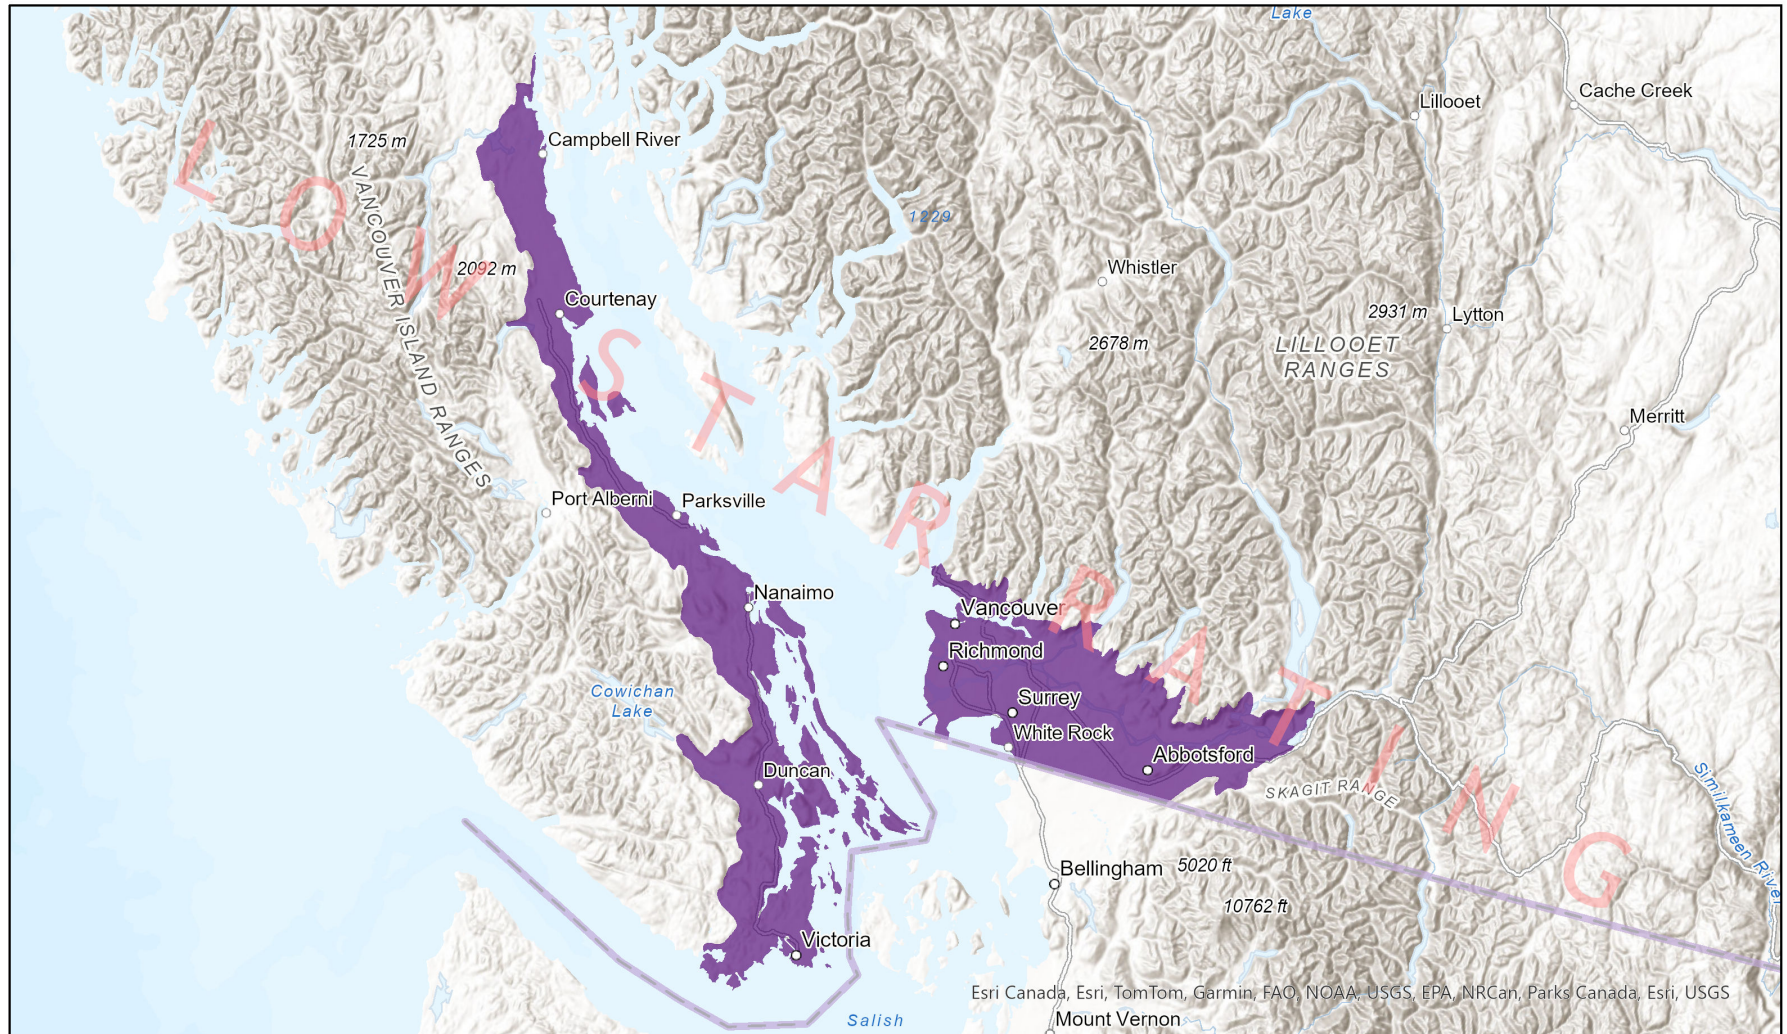 Lake
Cache Creek
Lillooet
Campbell River
1725 m
VANCOUVER ISLAND RANGES
LOW STAR RATING
1229
2092 m
Whistler
Courtenay
2931 m
Lytton
2678 m
LILLOOET
RANGES
Merritt
Port Alberni
Parksville
Nanaimo
Vancouver
Richmond
Cowichan
Lake
Surrey
White Rock
Abbotsford
Duncan
SKAGIT RANGE
Similkameen River
Bellingham
5020 ft
10762 ft
Victoria
Esri Canada, Esri, TomTom, Garmin, FAO, NOAA, USGS, EPA, NRCan, Parks Canada, Esri, USGS
Salish
Mount Vernon